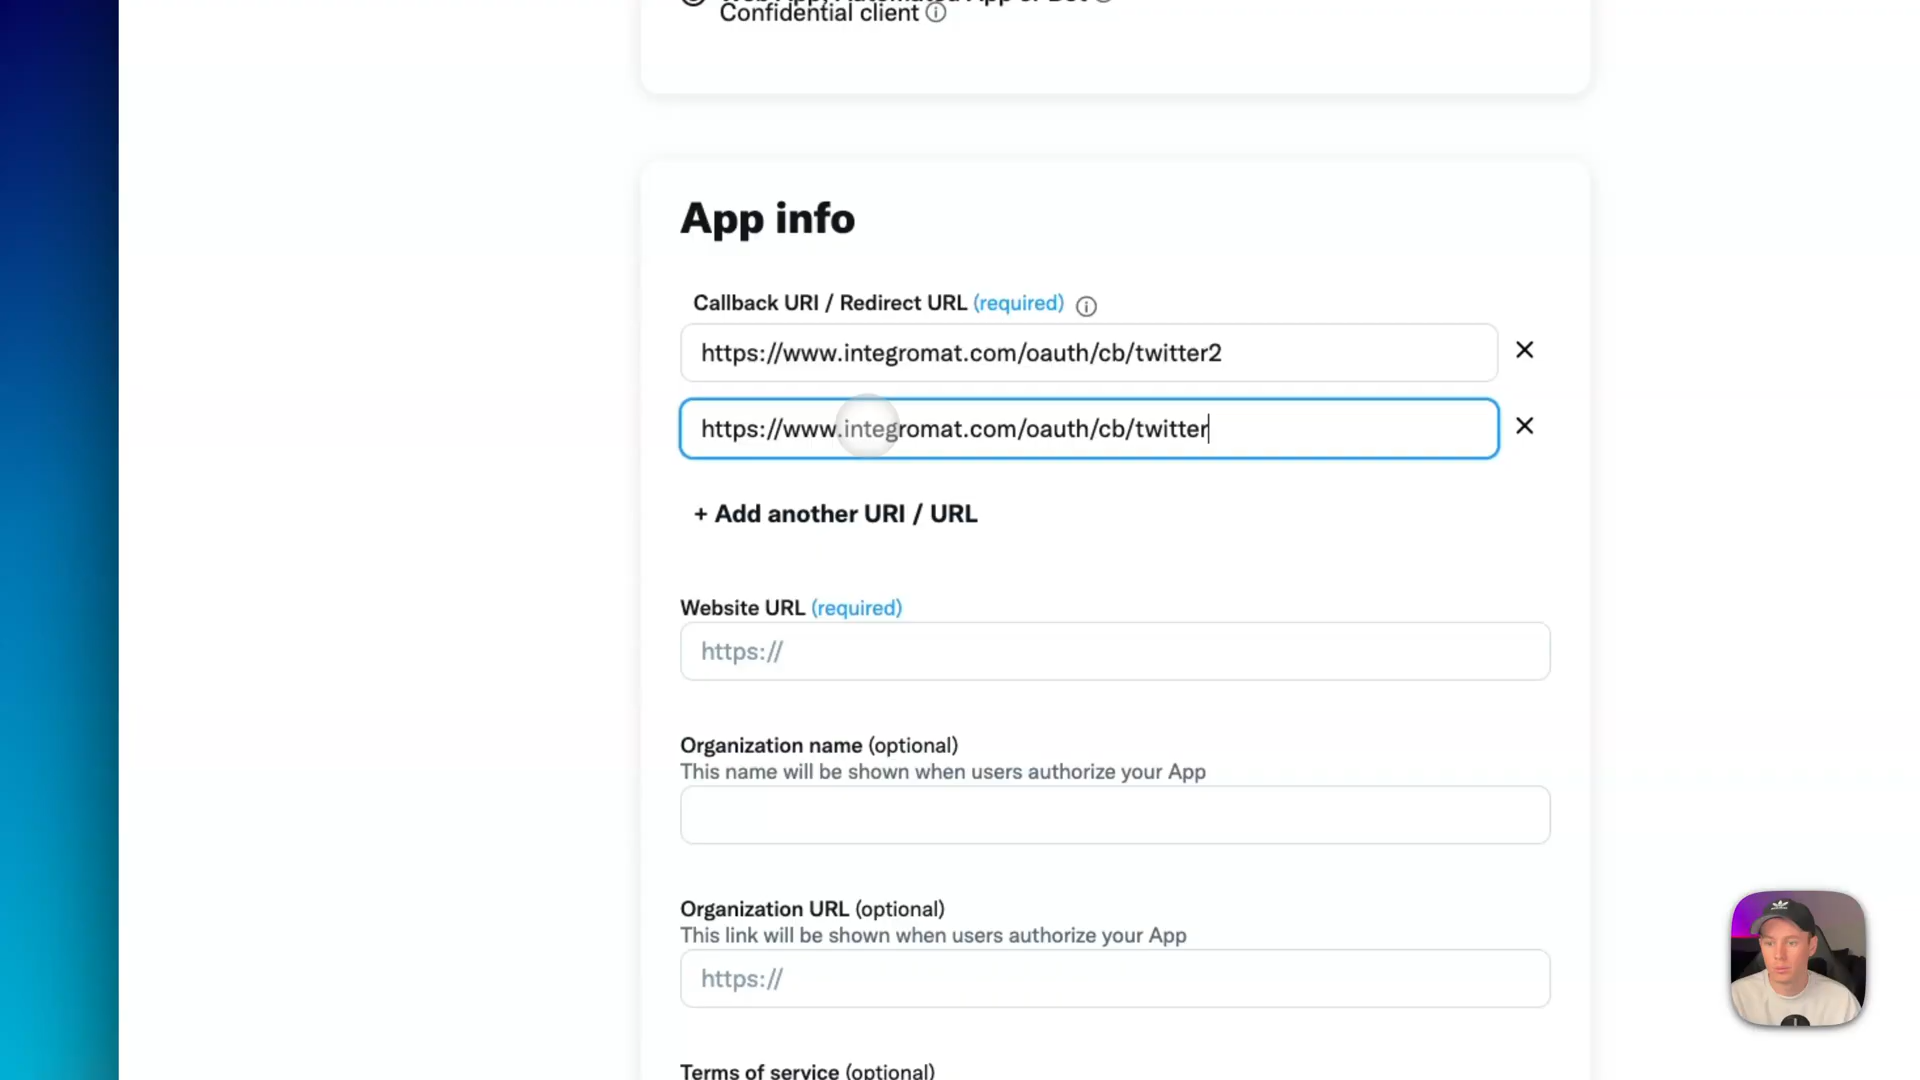 Confidential client
App info
Callback URI / Redirect URL (required)
https://www.integromat.com/oauth/cb/twitter2
https://www.integromat.com/oauth/cb/twitter
+ Add another URI / URL
Website URL (required)
https://
Organization name (optional)
This name will be shown when users authorize your App
Organization URL (optional)
This link will be shown when users authorize your App
https://
Terms of service (optional)